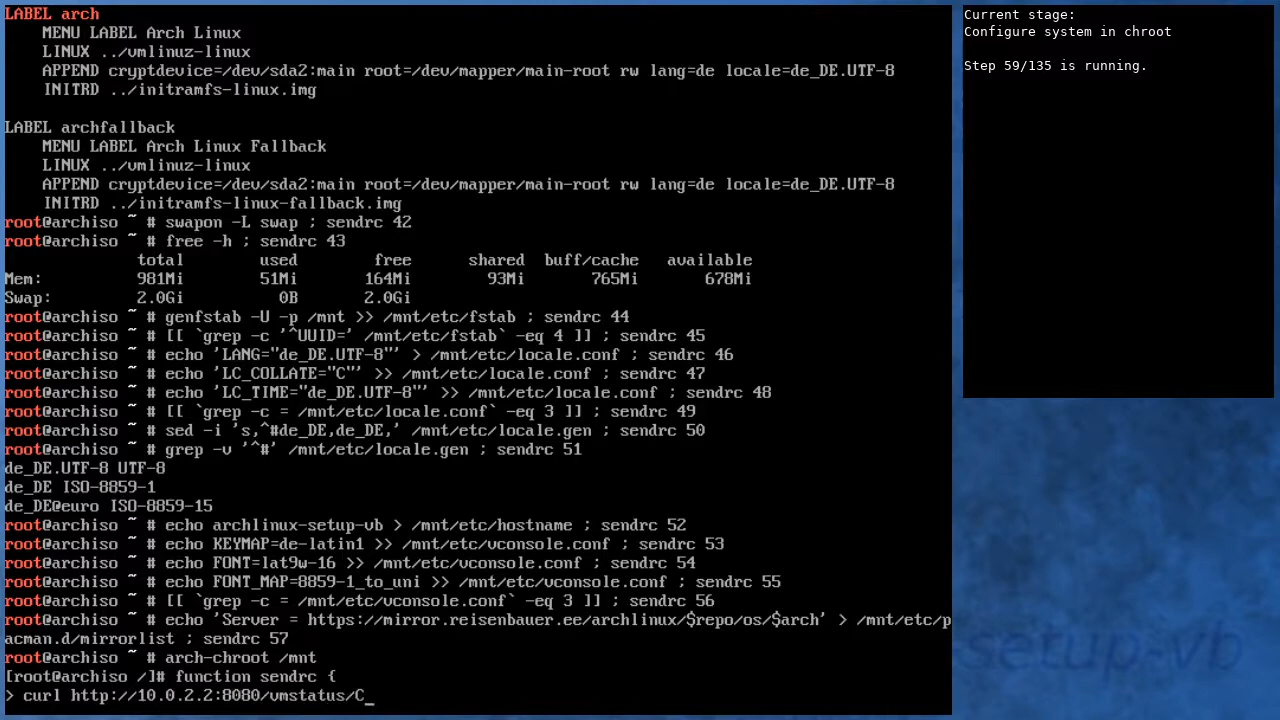 LABEL arch
MENU LABEL Arch Linux
LINUX ../vmlinuz-linux
APPEND cryptdevice=/dev/sda2:main root=/dev/mapper/main-root rw lang=de locale=de_DE.UTF-8
INITRD ../initramfs-linux.img
LABEL archfallback
MENU LABEL Arch Linux Fallback
LINUX ../vmlinuz-linux
APPEND cryptdevice=/dev/sda2:main root=/dev/mapper/main-root rw lang=de locale=de_DE.UTF-8
INITRD ../initramfs-linux-fallback.img
root@archiso ~ # swapon -L swap ; sendrc 42
root@archiso ~ # free -h ; sendrc 43
total used free shared buff/cache available
Mem: 981Mi 51Mi 164Mi 93Mi 765Mi 678Mi
Swap: 2.0Gi 0B 2.0Gi
root@archiso ~ # genfstab -U -p /mnt >> /mnt/etc/fstab ; sendrc 44
root@archiso ~ # [[ `grep -c '^UUID=' /mnt/etc/fstab` -eq 4 ]] ; sendrc 45
root@archiso ~ # echo 'LANG="de_DE.UTF-8"' > /mnt/etc/locale.conf ; sendrc 46
root@archiso ~ # echo 'LC_COLLATE="C"' >> /mnt/etc/locale.conf ; sendrc 47
root@archiso ~ # echo 'LC_TIME="de_DE.UTF-8"' >> /mnt/etc/locale.conf ; sendrc 48
root@archiso ~ # [[ `grep -c = /mnt/etc/locale.conf` -eq 3 ]] ; sendrc 49
root@archiso ~ # sed -i 's,^#de_DE,de_DE,' /mnt/etc/locale.gen ; sendrc 50
root@archiso ~ # grep -v '^#' /mnt/etc/locale.gen ; sendrc 51
de_DE.UTF-8 UTF-8
de_DE ISO-8859-1
de_DE@euro ISO-8859-15
root@archiso ~ # echo archlinux-setup-vb > /mnt/etc/hostname ; sendrc 52
root@archiso ~ # echo KEYMAP=de-latin1 >> /mnt/etc/vconsole.conf ; sendrc 53
root@archiso ~ # echo FONT=lat9w-16 >> /mnt/etc/vconsole.conf ; sendrc 54
root@archiso ~ # echo FONT_MAP=8859-1_to_uni >> /mnt/etc/vconsole.conf ; sendrc 55
root@archiso ~ # [[ `grep -c = /mnt/etc/vconsole.conf` -eq 3 ]] ; sendrc 56
root@archiso ~ # echo 'Server = https://mirror.reisenbauer.ee/archlinux/$repo/os/$arch' > /mnt/etc/p
acman.d/mirrorlist ; sendrc 57
root@archiso ~ # arch-chroot /mnt
[root@archiso /]# function sendrc {
> curl http://10.0.2.2:8080/vmstatus/C_
Current stage:
Configure system in chroot
Step 59/135 is running.
setup-vb